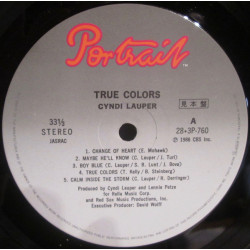 Portrait
TRUE COLORS
CYNDI LAUPER
33⅓
STEREO
JASRAC
見本盤
A
28•3P-760
℗ 1986 CBS Inc.
1. CHANGE OF HEART (E. Mohawk)
2. MAYBE HE'LL KNOW (C. Lauper / J. Turi)
3. BOY BLUE (C. Lauper / S. B. Lunt / J. Bova)
4. TRUE COLORS (T. Kelly / B. Steinberg)
5. CALM INSIDE THE STORM (C. Lauper / R. Derringer)
Produced by Cyndi Lauper and Lennie Petze
for Rella Music Corp.
and Red Sox Music Productions, Inc.
Executive Producer: David Wolff